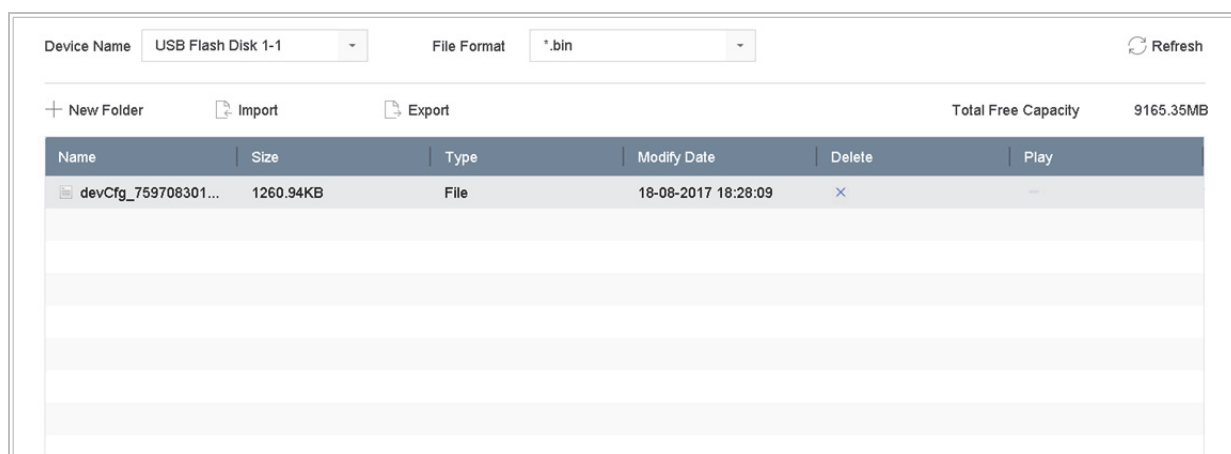 Device Name USB Flash Disk 1-1 File Format *.bin Refresh
New Folder Import Export Total Free Capacity 9165.35MB
Name Size Type Modify Date Delete Play
devCfg_759708301... 1260.94KB File 18-08-2017 18:28:09